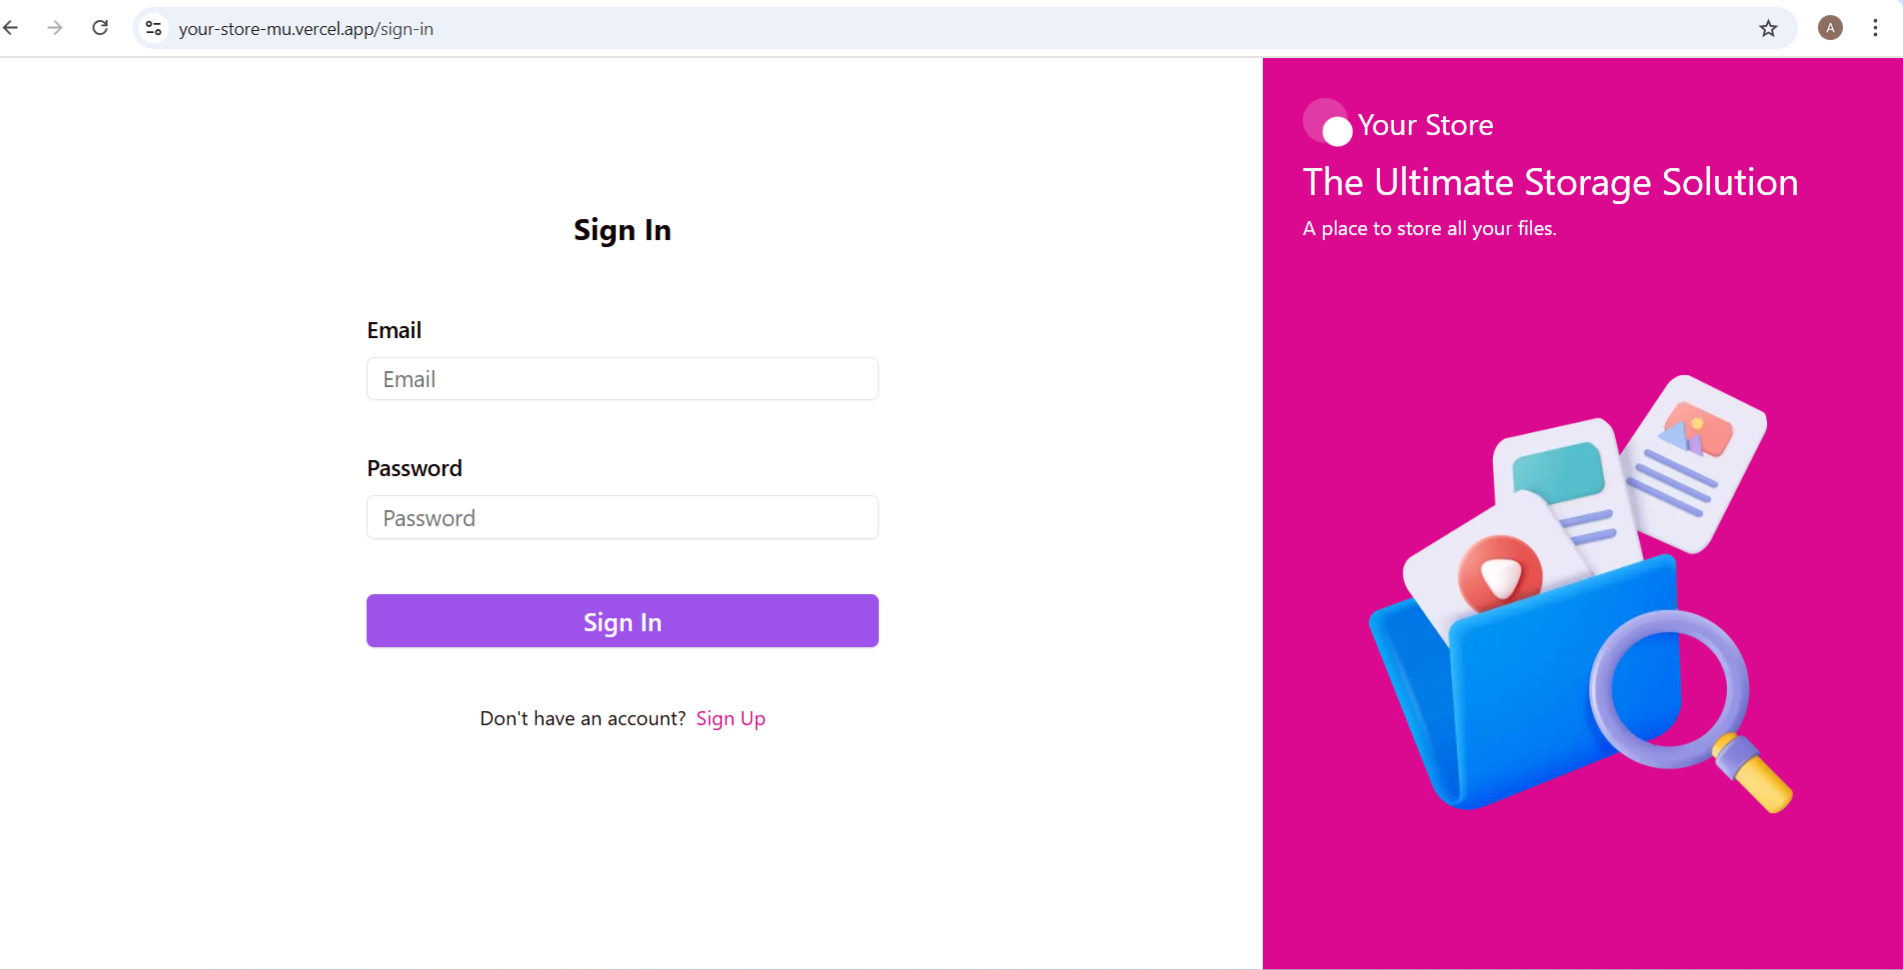 your-store-mu.vercel.app/sign-in
A
Sign In
Email
Email
Password
Password
Sign In
Don't have an account? Sign Up
Your Store
The Ultimate Storage Solution
A place to store all your files.